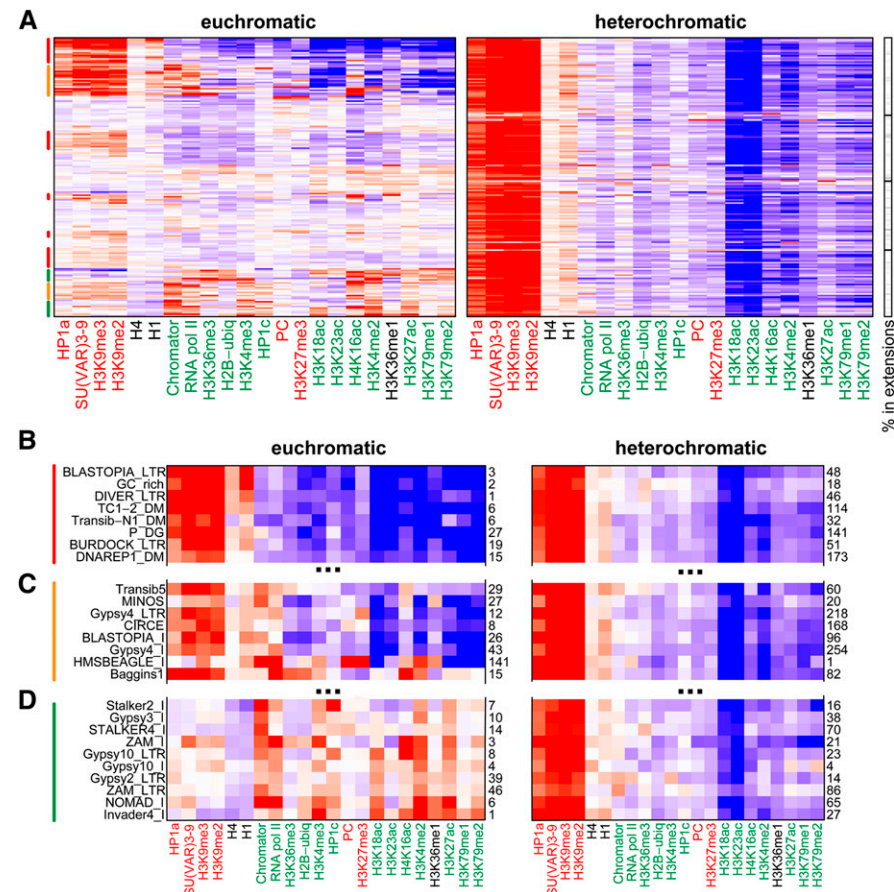 A
euchromatic
heterochromatic
HP1a
SU(VAR)3-9
H3K9me3
H3K9me2
H4
H1
Chromator
RNA pol II
H3K36me3
H2B-ubiq
H3K4me3
HP1c
PC
H3K27me3
H3K18ac
H3K23ac
H4K16ac
H3K4me2
H3K36me1
H3K27ac
H3K79me1
H3K79me2
HP1a
SU(VAR)3-9
H3K9me3
H3K9me2
H4
H1
Chromator
RNA pol II
H3K36me3
H2B-ubiq
H3K4me3
HP1c
PC
H3K27me3
H3K18ac
H3K23ac
H4K16ac
H3K4me2
H3K36me1
H3K27ac
H3K79me1
H3K79me2
% in extensions
B
euchromatic
heterochromatic
BLASTOPIA_LTR 3 48
GC_rich 2 18
DIVER_LTR 1 46
TC1-2_DM 6 114
Transib-N1_DM 6 32
P_DG 27 141
BURDOCK_LTR 19 51
DNAREP1_DM 15 173
C
Transib5 29 60
MINOS 27 20
Gypsy4_LTR 12 218
CIRCE 8 168
BLASTOPIA_I 26 96
Gypsy4_I 43 254
HMSBEAGLE_I 141 1
Baggins1 15 82
D
Stalker2_I 7 16
Gypsy3_I 10 38
STALKER4_I 14 70
ZAM_I 3 21
Gypsy10_LTR 8 23
Gypsy10_I 4 4
Gypsy2_LTR 39 14
ZAM_LTR 46 86
NOMAD_I 6 65
Invader4_I 1 27
HP1a
SU(VAR)3-9
H3K9me3
H3K9me2
H4
H1
Chromator
RNA pol II
H3K36me3
H2B-ubiq
H3K4me3
HP1c
PC
H3K27me3
H3K18ac
H3K23ac
H4K16ac
H3K4me2
H3K36me1
H3K27ac
H3K79me1
H3K79me2
HP1a
SU(VAR)3-9
H3K9me3
H3K9me2
H4
H1
Chromator
RNA pol II
H3K36me3
H2B-ubiq
H3K4me3
HP1c
PC
H3K27me3
H3K18ac
H3K23ac
H4K16ac
H3K4me2
H3K36me1
H3K27ac
H3K79me1
H3K79me2